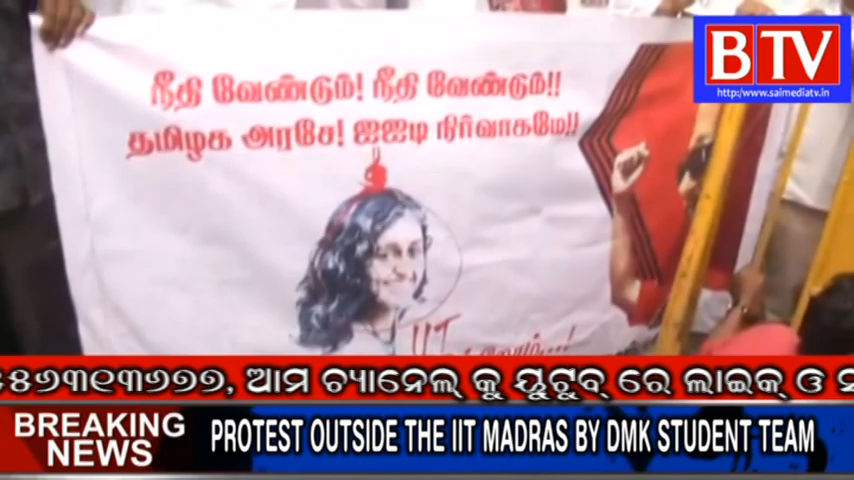 BTV
http:/www.saimediatv.in
நீதி வேண்டும்! நீதி வேண்டும்!!
தமிழக அரசே! ஐஐடி நிர்வாகமே!!
IIT
୫୫୬୩୧୩୬୭୭, ଆମ ଚ୍ୟାନେଲ୍ କୁ ୟୁଟୁବ୍ ରେ ଲାଇକ୍ ଓ
BREAKING NEWS
PROTEST OUTSIDE THE IIT MADRAS BY DMK STUDENT TEAM